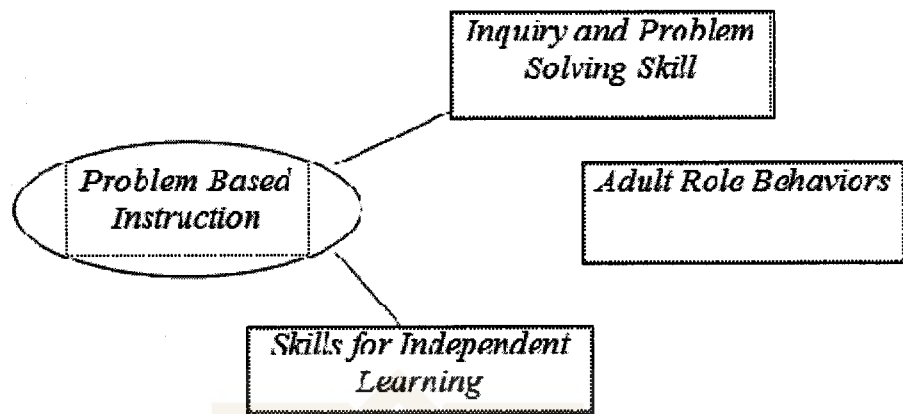 Inquiry and Problem
Solving Skill
Problem Based
Instruction
Adult Role Behaviors
Skills for Independent
Learning